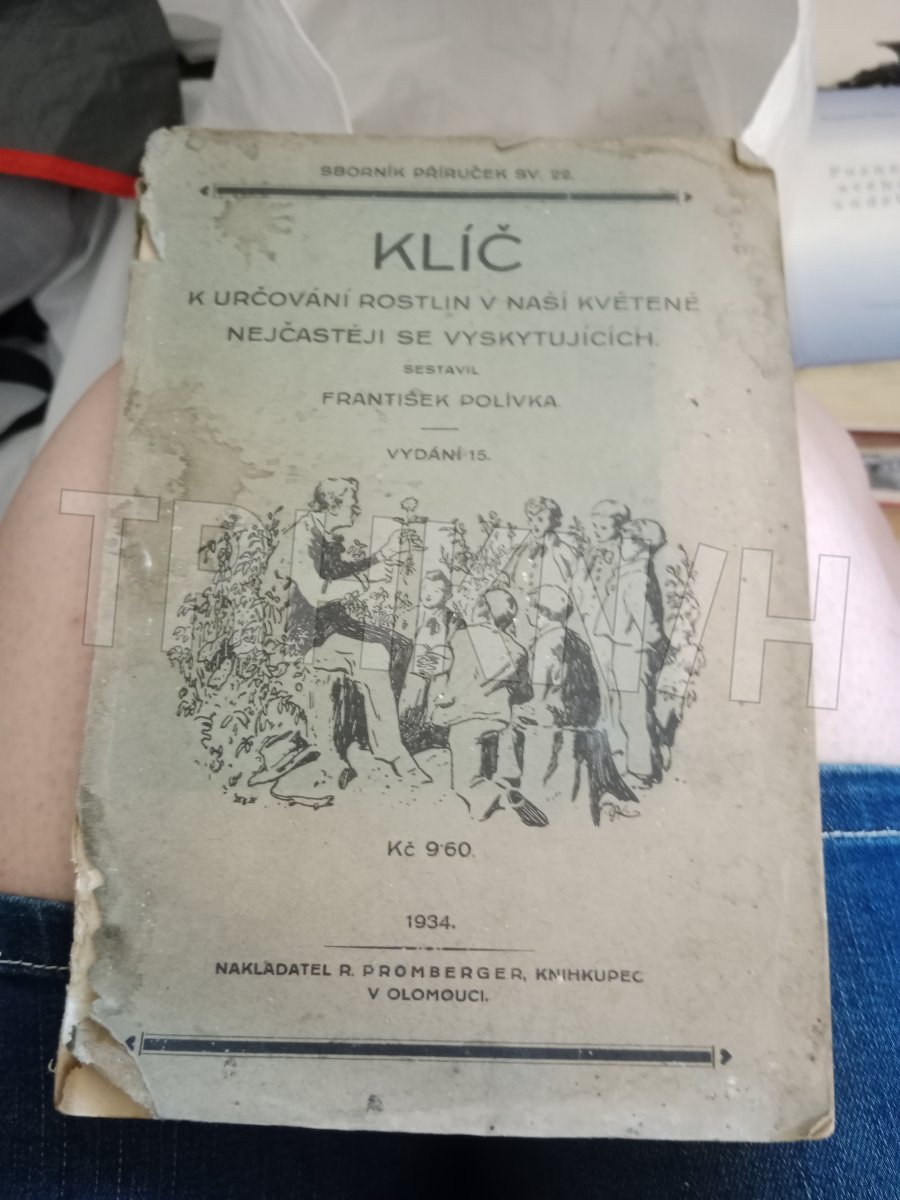 SBORNÍK PŘÍRUČEK SV. 22.
KLÍČ
K URČOVÁNÍ ROSTLIN V NAŠÍ KVĚTENĚ
NEJČASTĚJI SE VYSKYTUJÍCÍCH.
SESTAVIL
FRANTIŠEK POLÍVKA.
VYDÁNÍ 15.
Kč 9·60.
1934.
NAKLADATEL R. PROMBERGER, KNIHKUPEC
V OLOMOUCI.